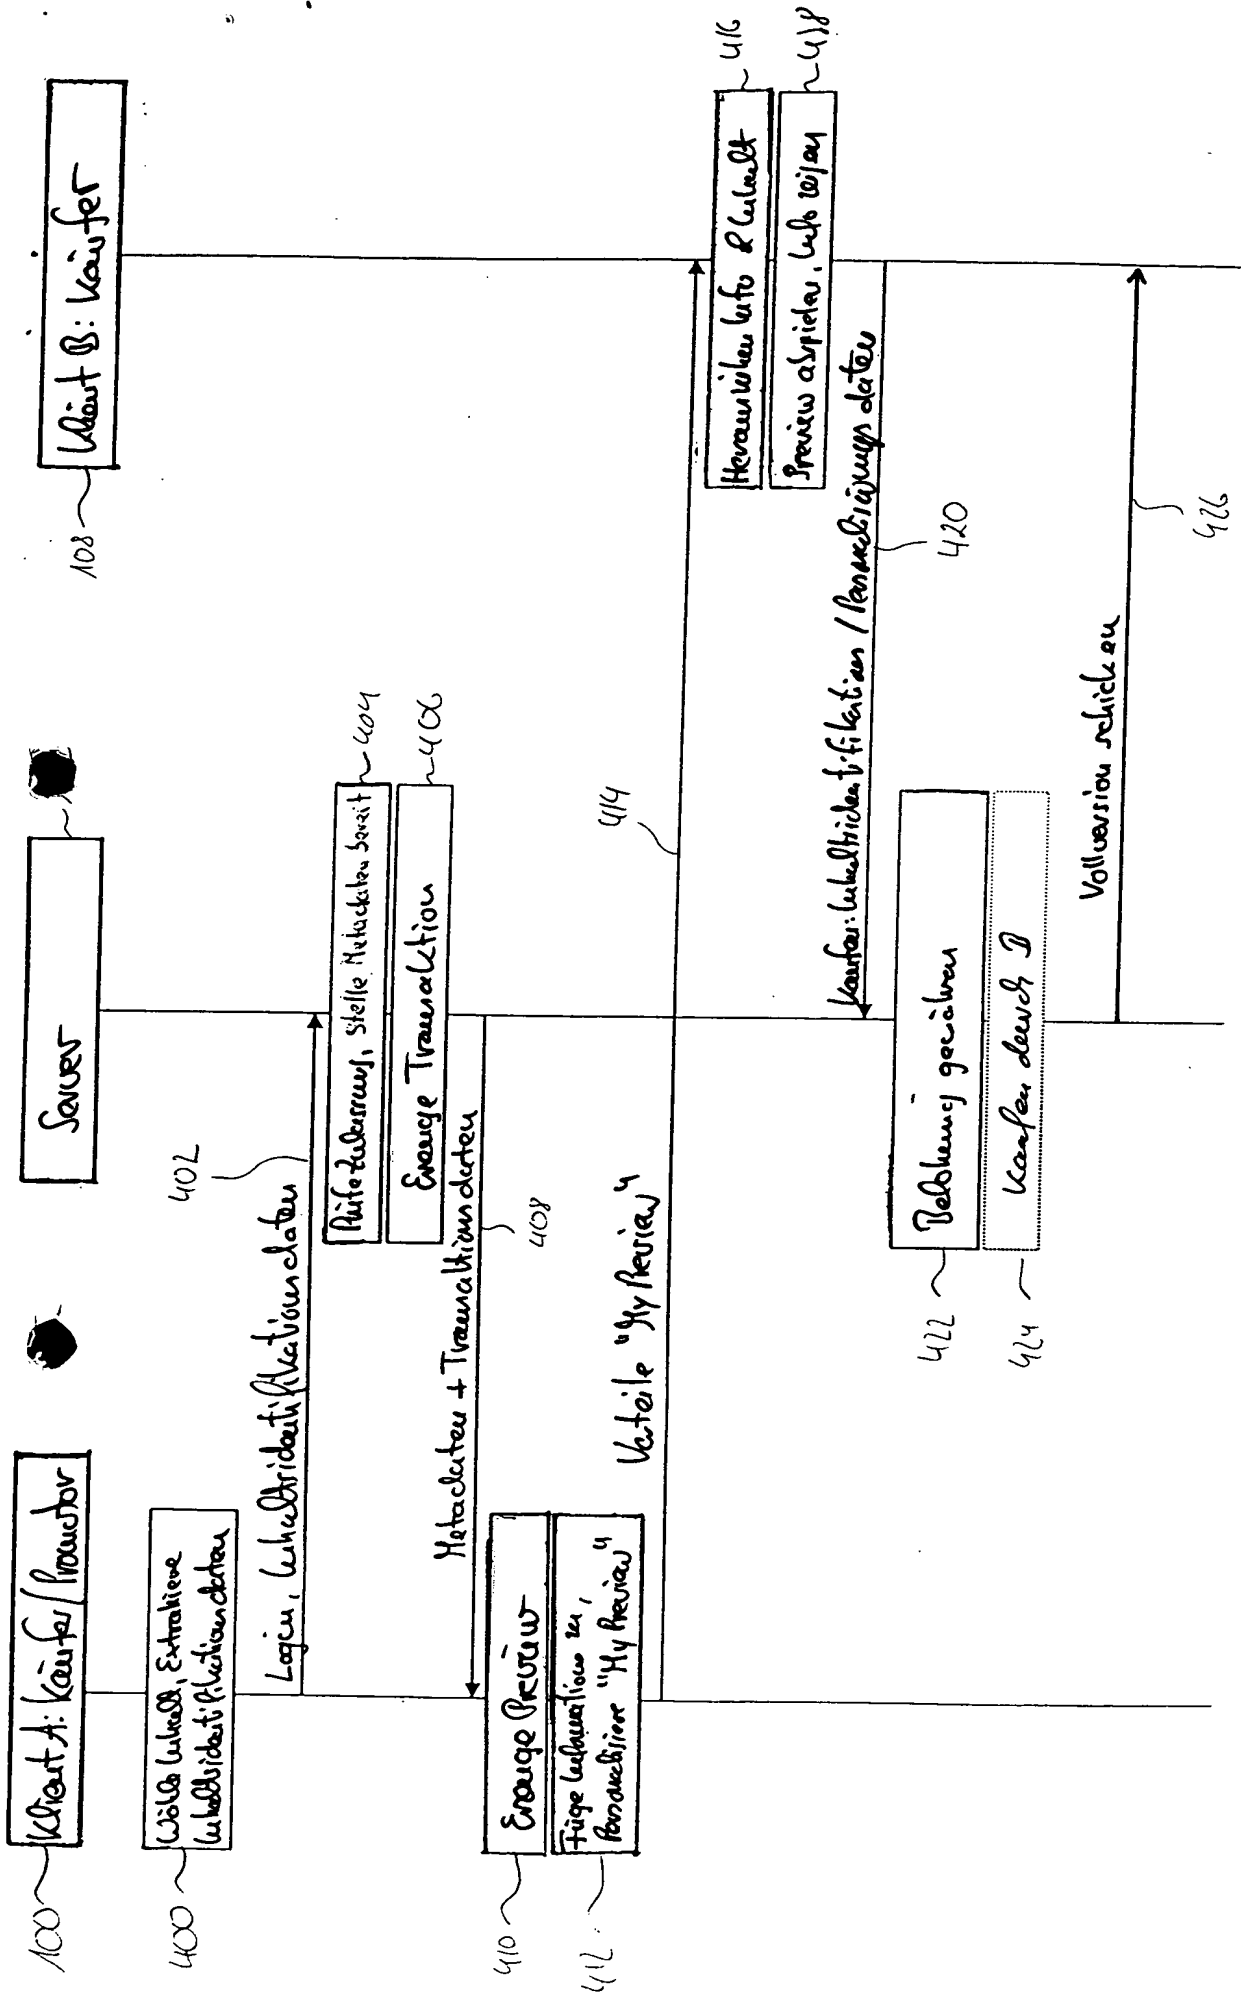 100
Klient A: Käufer/Promotor
Server
108
Klient B: Käufer
400
Wähle Inhalt, Extrahiere
Inhaltsidentifikationsdaten
402
Login, Inhaltsidentifikationsdaten
Prüfe Zulassung, Stelle Metadaten bereit
404
Erzeuge Transaktion
406
Metadaten + Transaktionsdaten
408
410
Erzeuge Preview
412
Füge Information zu,
Personalisiere "My Preview"
Verteile "My Preview"
414
Herausziehen Info & Inhalt
416
Preview abspielen, Info zeigen
418
Kaufen: Inhaltsidentifikations / Personalisierungsdaten
420
422
Belohnung gewähren
424
Kaufen durch B
Vollversion schicken
426